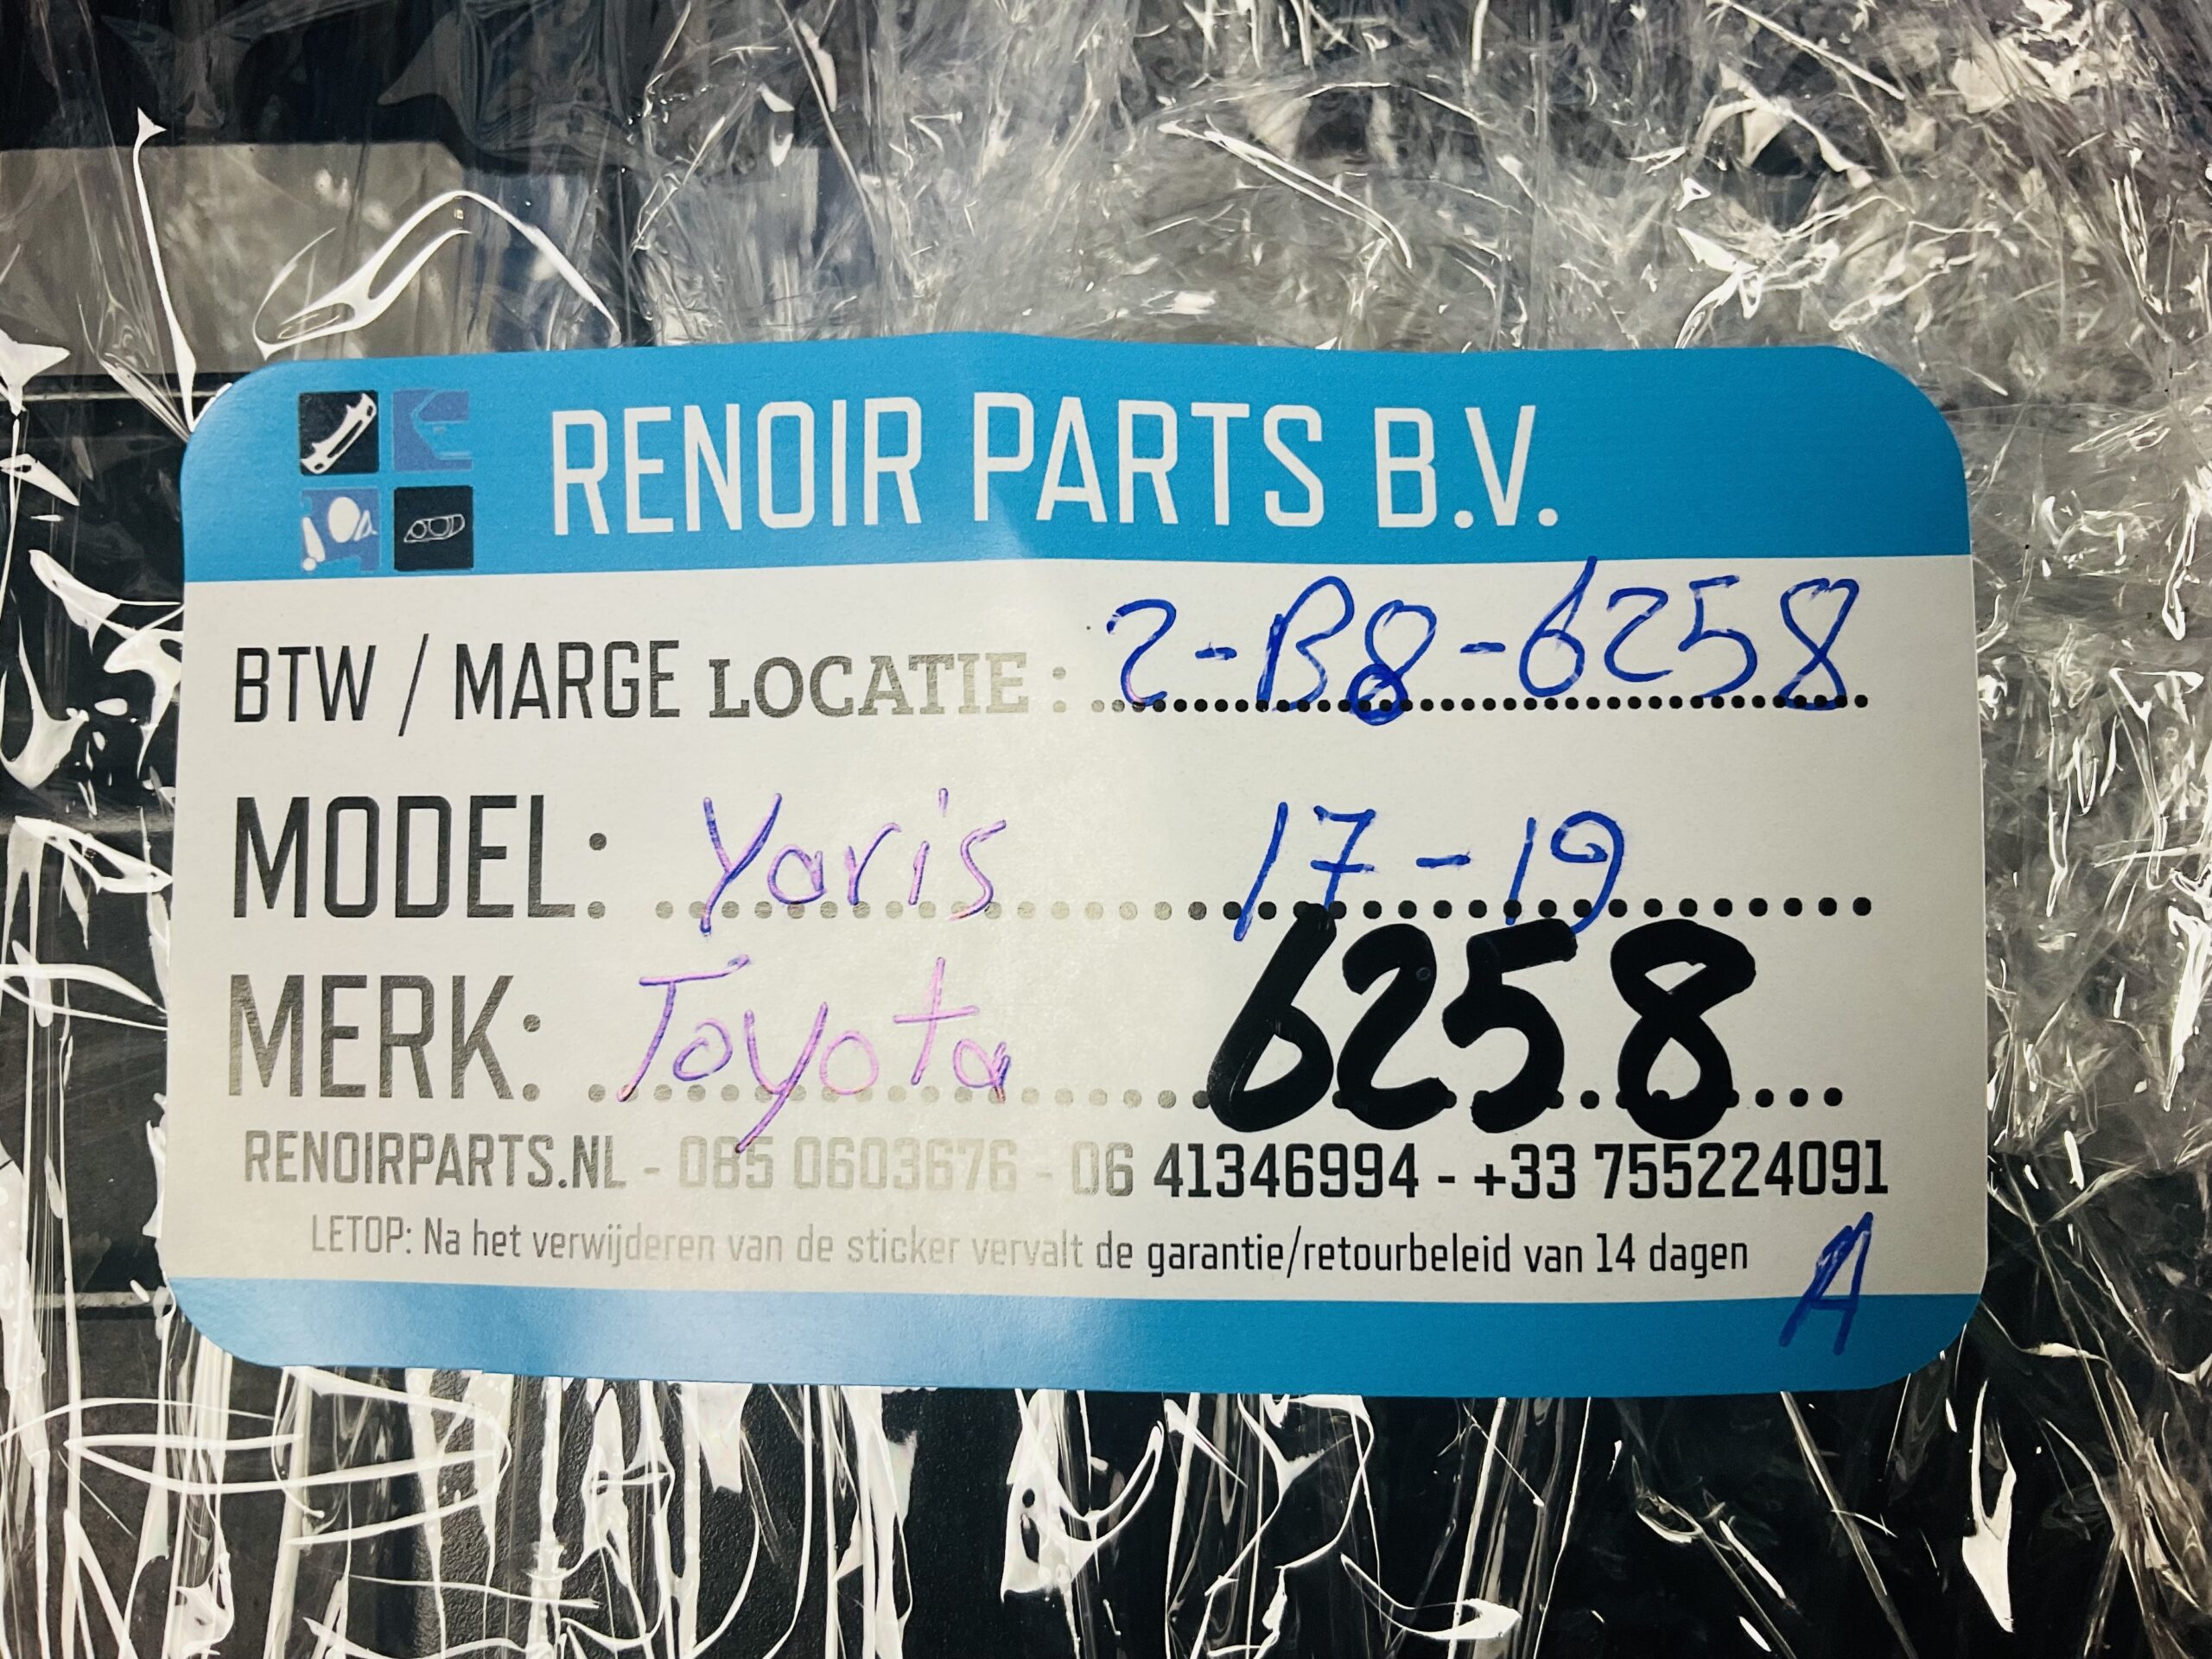 RENOIR PARTS B.V.
BTW / MARGE LOCATIE : 2-B8-6258
MODEL: Yaris 17-19
MERK: Toyota 6258
RENOIRPARTS.NL - 085 0603676 - 06 41346994 - +33 755224091
LETOP: Na het verwijderen van de sticker vervalt de garantie/retourbeleid van 14 dagen
A